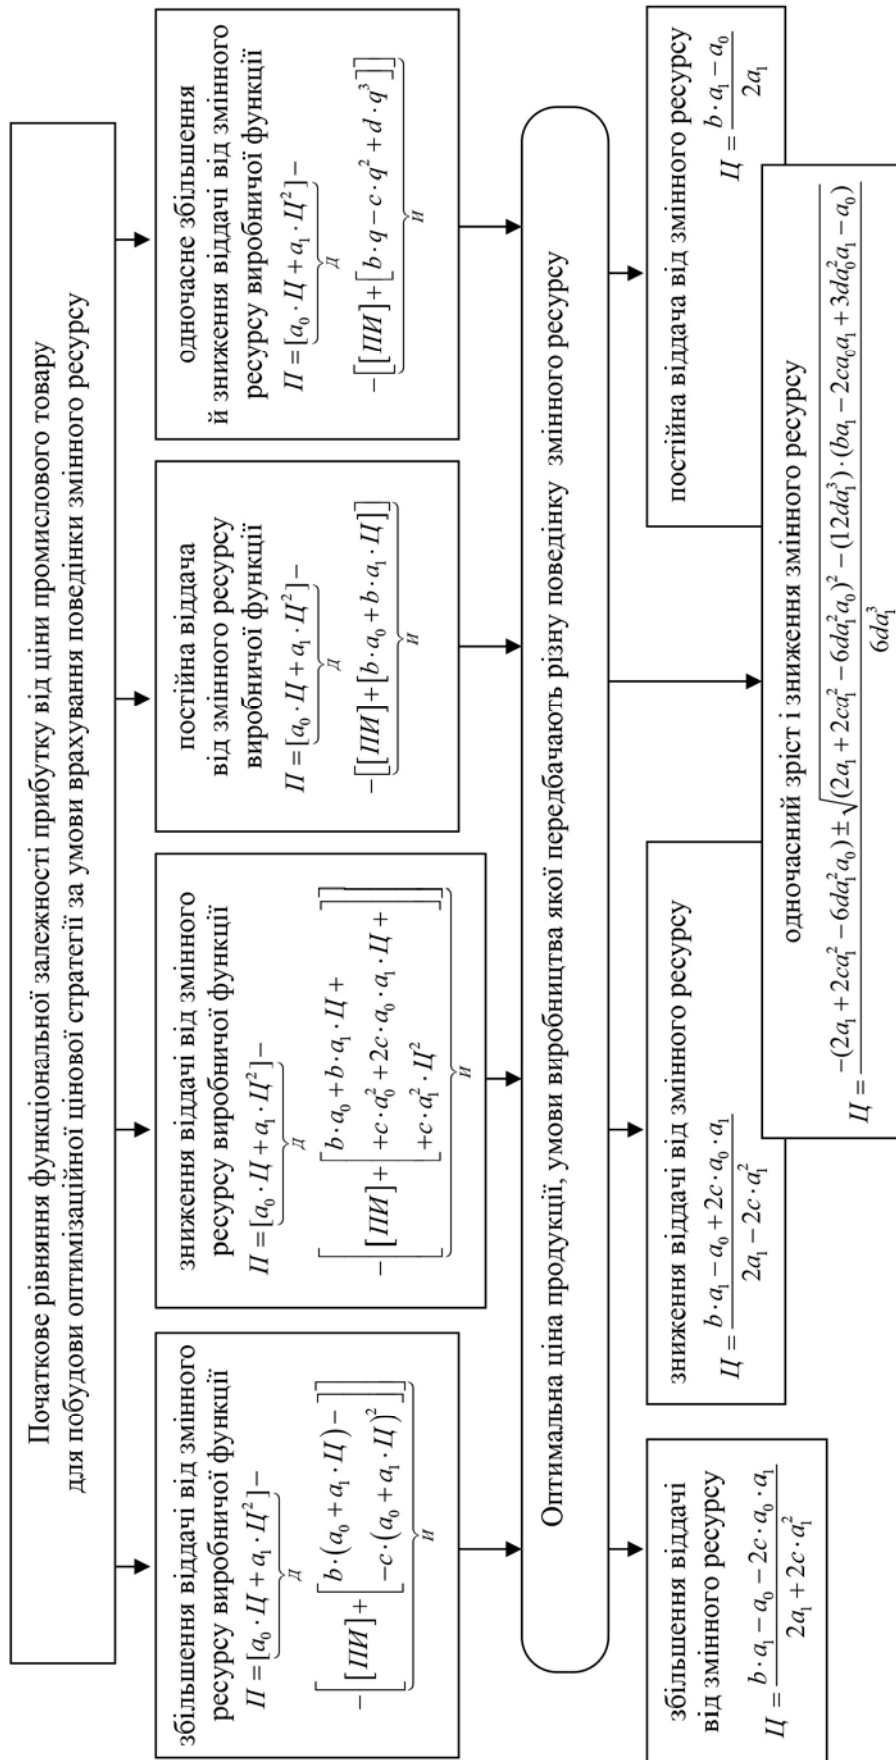 Початкове рівняння функціональної залежності прибутку від ціни промислового товару
для побудови оптимізаційної цінової стратегії за умови врахування поведінки змінного ресурсу
збільшення віддачі від змінного
ресурсу виробничої функції
П = [a₀ · Ц + a₁ · Ц²] −
Д
− [[ПИ] + [b · (a₀ + a₁ · Ц) −
− c · (a₀ + a₁ · Ц)²]]
И
зниження віддачі від змінного
ресурсу виробничої функції
П = [a₀ · Ц + a₁ · Ц²] −
Д
b · a₀ + b · a₁ · Ц +
− [[ПИ] + [+ c · a₀² + 2c · a₀ · a₁ · Ц +
+ c · a₁² · Ц²]]
И
постійна віддача
від змінного ресурсу
виробничої функції
П = [a₀ · Ц + a₁ · Ц²] −
Д
− [[ПИ] + [b · a₀ + b · a₁ · Ц]]
И
одночасне збільшення
й зниження віддачі від змінного
ресурсу виробничої функції
П = [a₀ · Ц + a₁ · Ц²] −
Д
− [[ПИ] + [b · q − c · q² + d · q³]]
И
Оптимальна ціна продукції, умови виробництва якої передбачають різну поведінку змінного ресурсу
збільшення віддачі
від змінного ресурсу
Ц = (b · a₁ − a₀ − 2c · a₀ · a₁) / (2a₁ + 2c · a₁²)
зниження віддачі від змінного ресурсу
Ц = (b · a₁ − a₀ + 2c · a₀ · a₁) / (2a₁ − 2c · a₁²)
постійна віддача від змінного ресурсу
Ц = (b · a₁ − a₀) / (2a₁)
одночасний зріст і зниження змінного ресурсу
Ц = (−(2a₁ + 2ca₁² − 6da₁²a₀) ± √((2a₁ + 2ca₁² − 6da₁²a₀)² − (12da₁³) · (ba₁ − 2ca₀a₁ + 3da₀²a₁ − a₀))) / (6da₁³)